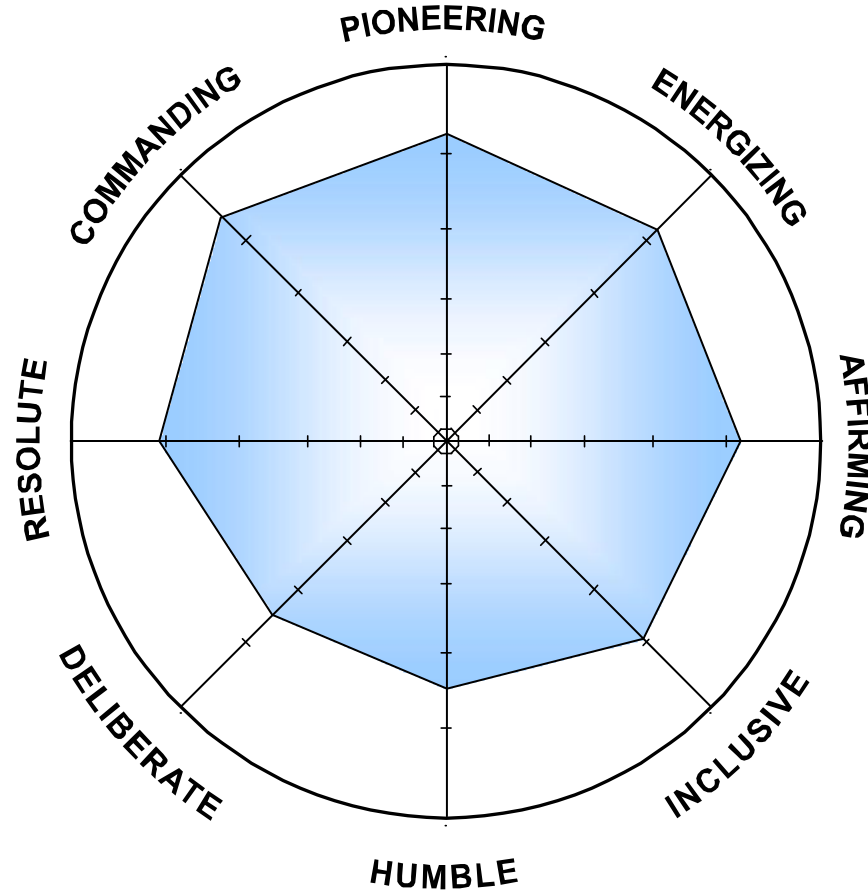 PIONEERING
ENERGIZING
AFFIRMING
INCLUSIVE
HUMBLE
DELIBERATE
RESOLUTE
COMMANDING